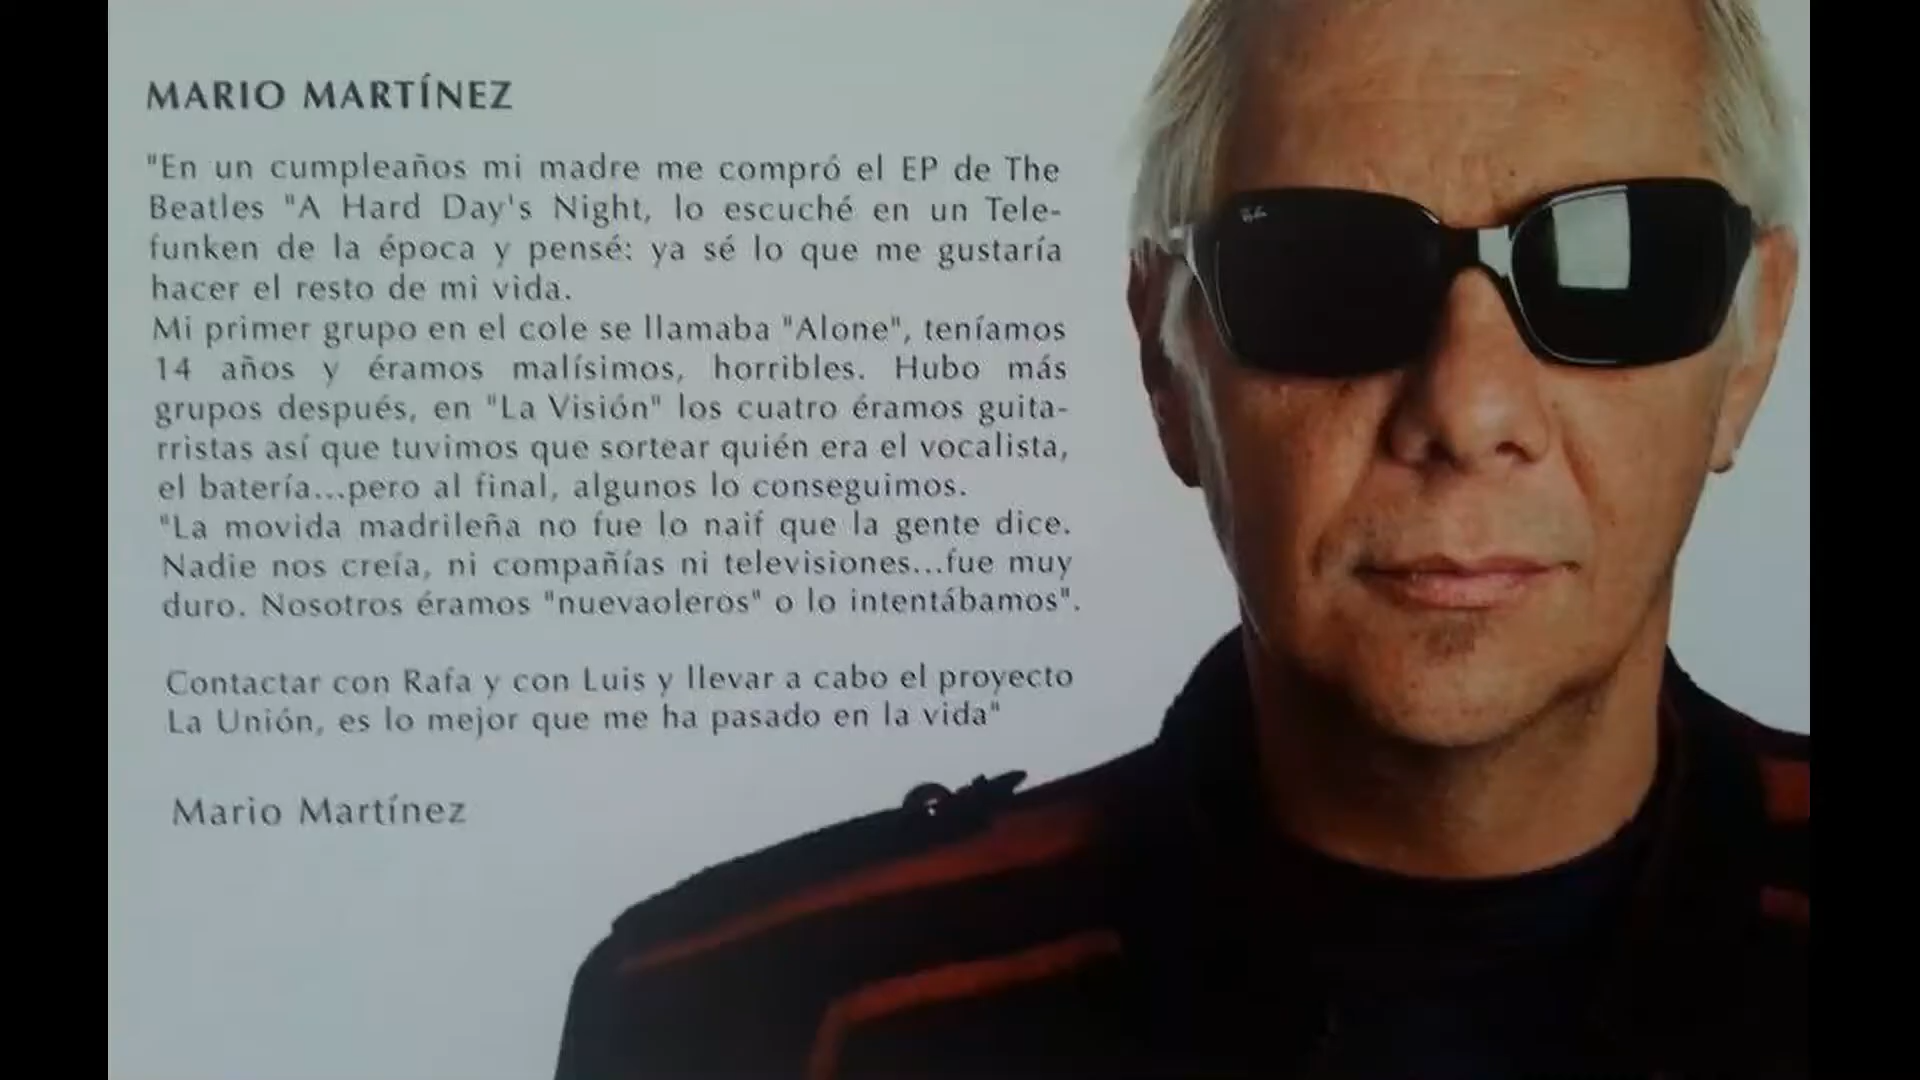 MARIO MARTÍNEZ
"En un cumpleaños mi madre me compró el EP de The
Beatles "A Hard Day's Night, lo escuché en un Tele-
funken de la época y pensé: ya sé lo que me gustaría
hacer el resto de mi vida.
Mi primer grupo en el cole se llamaba "Alone", teníamos
14 años y éramos malísimos, horribles. Hubo más
grupos después, en "La Visión" los cuatro éramos guita-
rristas así que tuvimos que sortear quién era el vocalista,
el batería...pero al final, algunos lo conseguimos.
"La movida madrileña no fue lo naif que la gente dice.
Nadie nos creía, ni compañías ni televisiones...fue muy
duro. Nosotros éramos "nuevaoleros" o lo intentábamos".
Contactar con Rafa y con Luis y llevar a cabo el proyecto
La Unión, es lo mejor que me ha pasado en la vida"
Mario Martínez
Ray-Ban